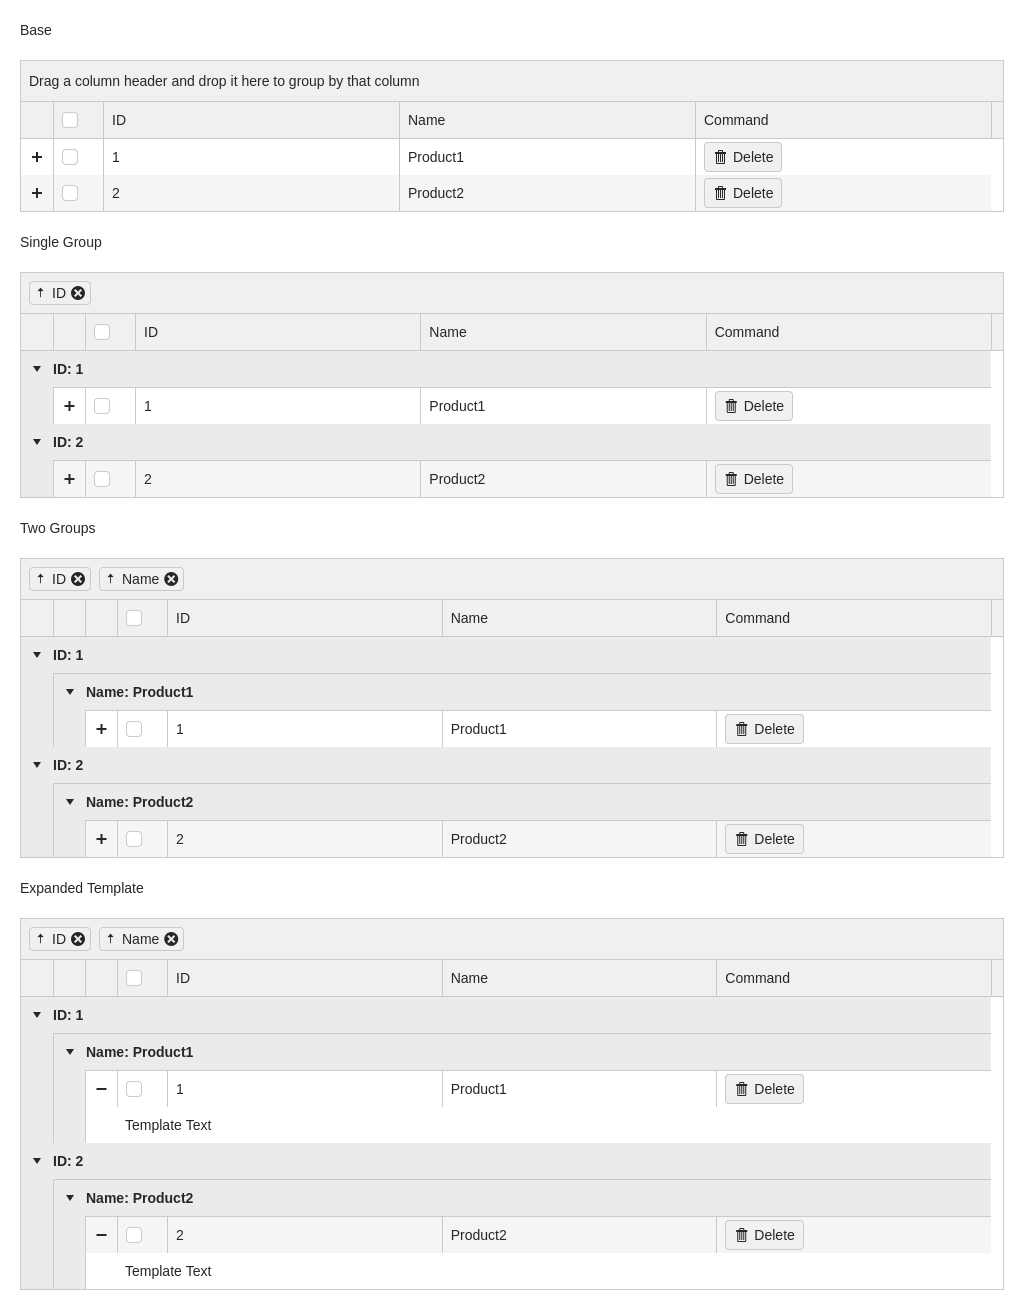 Base
Drag a column header and drop it here to group by that column
ID Name Command
1 Product1 Delete
2 Product2 Delete
Single Group
ID
ID Name Command
ID: 1
1 Product1 Delete
ID: 2
2 Product2 Delete
Two Groups
ID Name
ID Name Command
ID: 1
Name: Product1
1 Product1 Delete
ID: 2
Name: Product2
2 Product2 Delete
Expanded Template
ID Name
ID Name Command
ID: 1
Name: Product1
1 Product1 Delete
Template Text
ID: 2
Name: Product2
2 Product2 Delete
Template Text